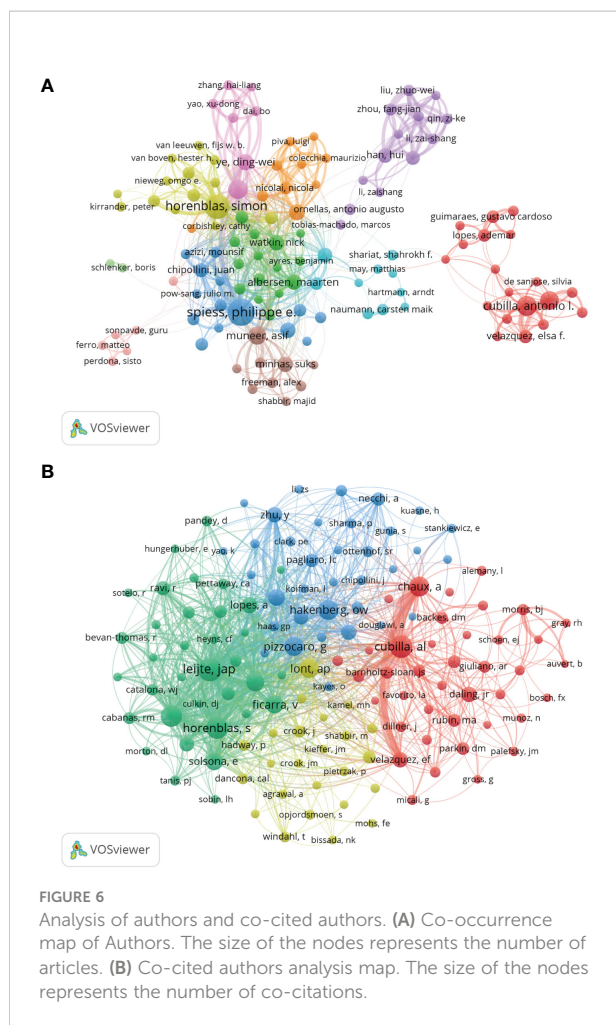 A
zhang, hai-liang
yao, xu-dong
dai, bo
liu, zhuo-wei
zhou, fang-jian
qin, zi-ke
li, zai-shang
han, hui
li, zaishang
van leeuwen, fijs w. b.
van boven, hester h.
ye, ding-wei
piva, luigi
colecchia, maurizio
nieweg, omgo e.
nicolai, nicola
kirrander, peter
horenblas, simon
ornellas, antonio augusto
corbishley, cathy
tobias-machado, marcos
guimaraes, gustavo cardoso
lopes, ademar
watkin, nick
azizi, mounsif
ayres, benjamin
shariat, shahrokh f.
schlenker, boris
chipollini, juan
may, matthias
albersen, maarten
de sanjose, silvia
pow-sang, julio m.
hartmann, arndt
cubilla, antonio l.
sonpavde, guru
spiess, philippe e.
naumann, carsten maik
velazquez, elsa f.
ferro, matteo
muneer, asif
perdona, sisto
minhas, suks
freeman, alex
shabbir, majid
VOSviewer
B
li, zs
necchi, a
pandey, d
zhu, y
kuasne, h
sharma, p
gunia, s
stankiewicz, e
hungerhuber, e
yao, k
clark, pe
ottenhof, sr
pagliaro, lc
alemany, l
pettaway, ca
koifman, l
chipollini, j
chaux, a
sotelo, r
ravi, r
lopes, a
hakenberg, ow
backes, dm
morris, bj
gray, rh
haas, gp
douglawi, a
schoen, ej
bevan-thomas, r
heyns, cf
pizzocaro, g
cubilla, al
auvert, b
leijte, jap
lont, ap
barnholtz-sloan, js
giuliano, ar
catalona, wj
kayes, o
daling, jr
culkin, dj
ficarra, v
favorito, la
bosch, fx
cabanas, rm
kamel, mh
munoz, n
horenblas, s
crook, j
shabbir, m
dillner, j
rubin, ma
morton, dl
hadway, p
kieffer, jm
parkin, dm
palefsky, jm
solsona, e
crook, jm
velazquez, ef
tanis, pj
dancona, cal
pietrzak, p
gross, g
sobin, lh
agrawal, a
micali, g
opjordsmoen, s
mohs, fe
windahl, t
bissada, nk
VOSviewer
FIGURE 6
Analysis of authors and co-cited authors. (A) Co-occurrence
map of Authors. The size of the nodes represents the number of
articles. (B) Co-cited authors analysis map. The size of the nodes
represents the number of co-citations.